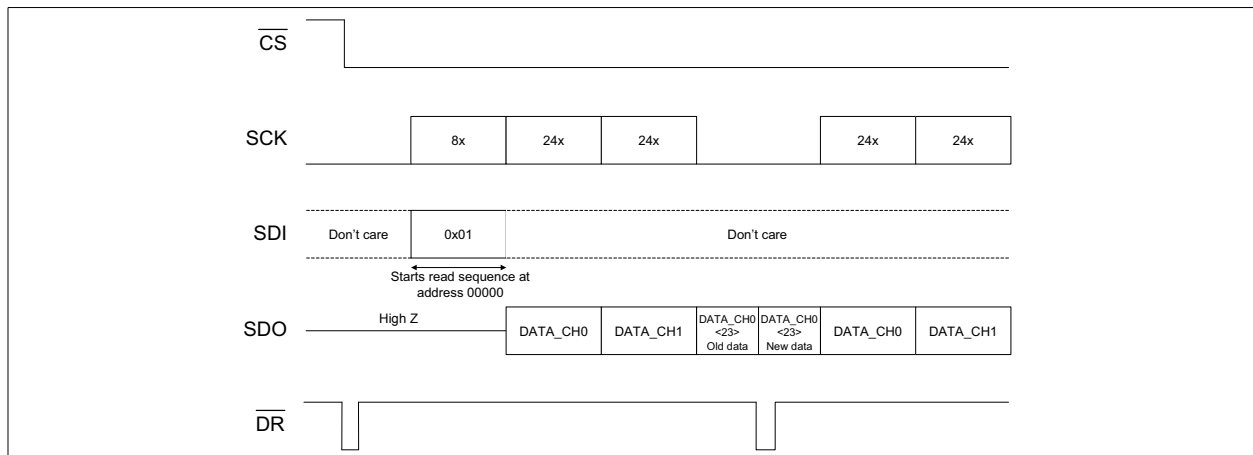 CS
SCK
8x
24x
24x
24x
24x
SDI
Don't care
0x01
Don't care
Starts read sequence at
address 00000
SDO
High Z
DATA_CH0
DATA_CH1
DATA_CH0
<23>
Old data
DATA_CH0
<23>
New data
DATA_CH0
DATA_CH1
DR